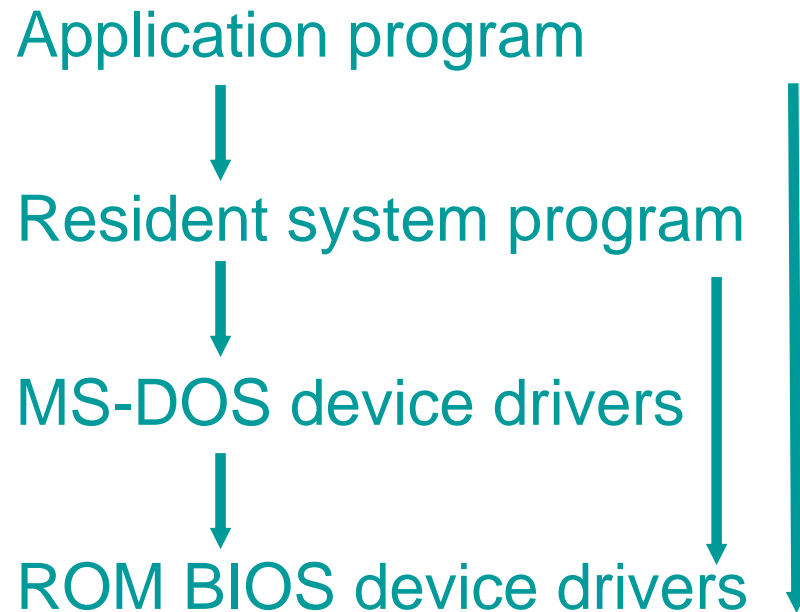 Application program
Resident system program
MS-DOS device drivers
ROM BIOS device drivers